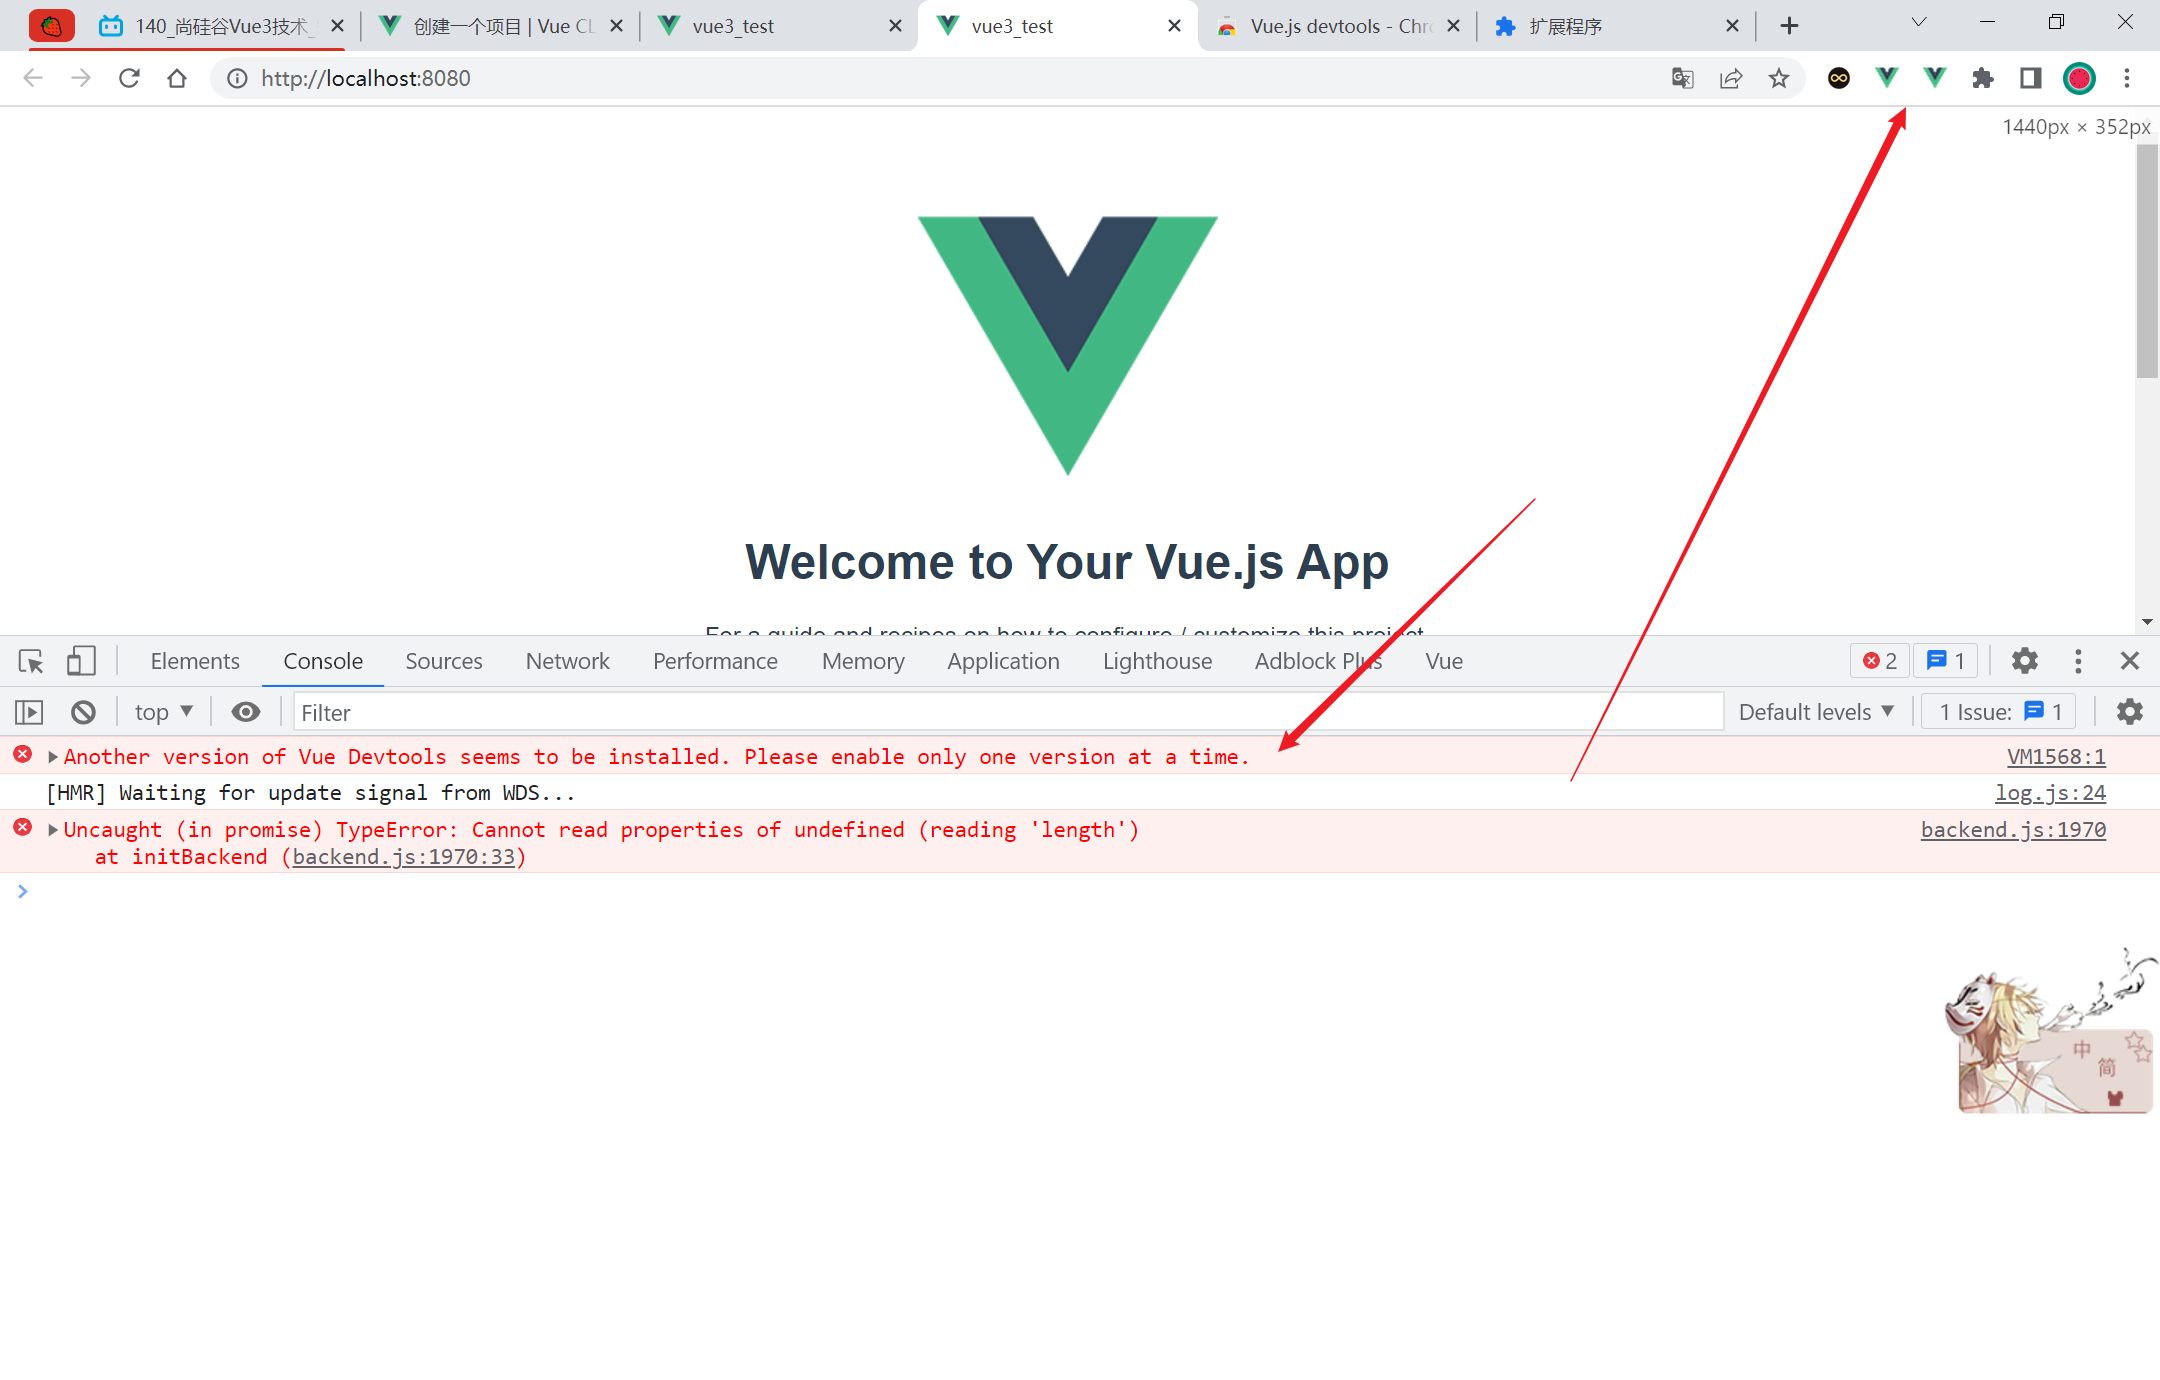 140_尚硅谷Vue3技术_
创建一个项目 | Vue CL
vue3_test
vue3_test
Vue.js devtools - Chr
扩展程序
http://localhost:8080
1440px × 352px
Welcome to Your Vue.js App
For a guide and recipes on how to configure / customize this project,
Elements Console Sources Network Performance Memory Application Lighthouse Adblock Plus Vue 2 1
top Filter Default levels 1 Issue: 1
Another version of Vue Devtools seems to be installed. Please enable only one version at a time. VM1568:1
[HMR] Waiting for update signal from WDS... log.js:24
Uncaught (in promise) TypeError: Cannot read properties of undefined (reading 'length') backend.js:1970
at initBackend (backend.js:1970:33)
中
简